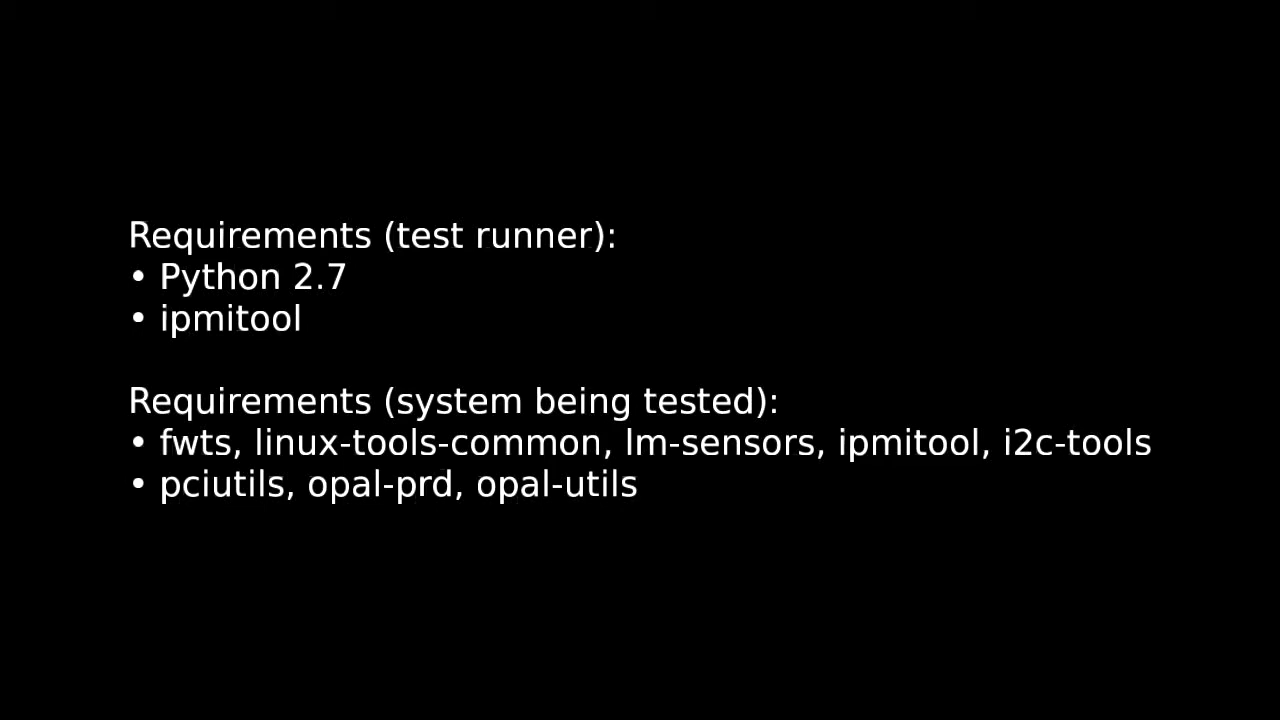 Requirements (test runner):
• Python 2.7
• ipmitool
Requirements (system being tested):
• fwts, linux-tools-common, lm-sensors, ipmitool, i2c-tools
• pciutils, opal-prd, opal-utils